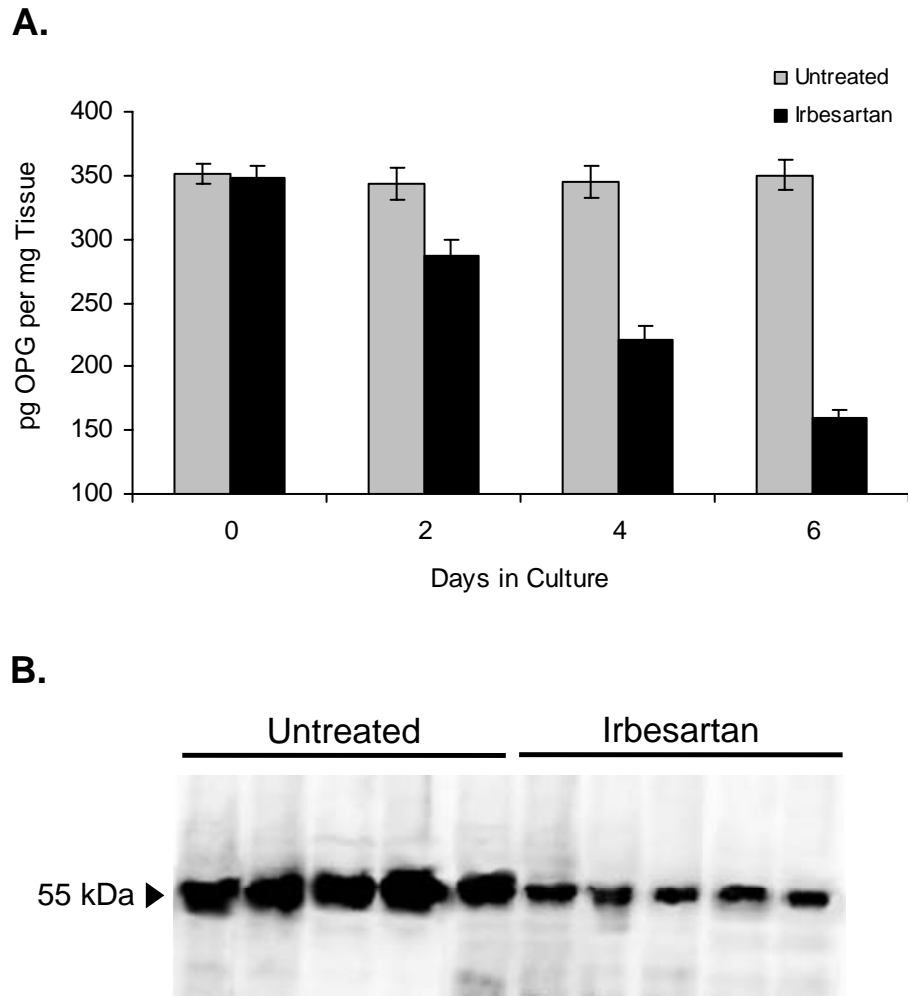 A.
Untreated
Irbesartan
400
350
300
250
200
150
100
pg OPG per mg Tissue
0 2 4 6
Days in Culture
B.
Untreated Irbesartan
55 kDa